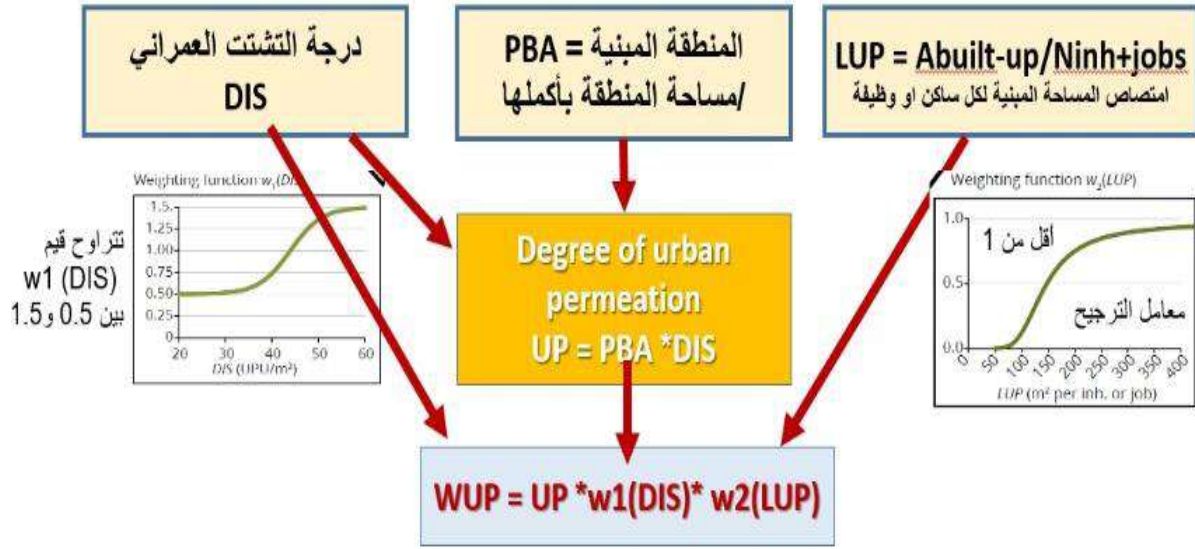 درجة التشتت العمراني
DIS
PBA = المنطقة المبنية
/مساحة المنطقة بأكملها
LUP = Abuilt-up/Ninh+jobs
امتصاص المساحة المبنية لكل ساكن او وظيفة
Weighting function w₁(DIS
1.5
1.25
1.00
0.75
0.50
0
20 30 40 50 60
DIS (UPU/m²)
تتراوح قيم
w1 (DIS)
بين 0.5 و1.5
Degree of urban
permeation
UP = PBA *DIS
Weighting function w₂(LUP)
1.0
0.5
0.0
أقل من 1
معامل الترجيح
0 50 100 150 200 250 300 350 400
LUP (m² per inh. or job)
WUP = UP *w1(DIS)* w2(LUP)